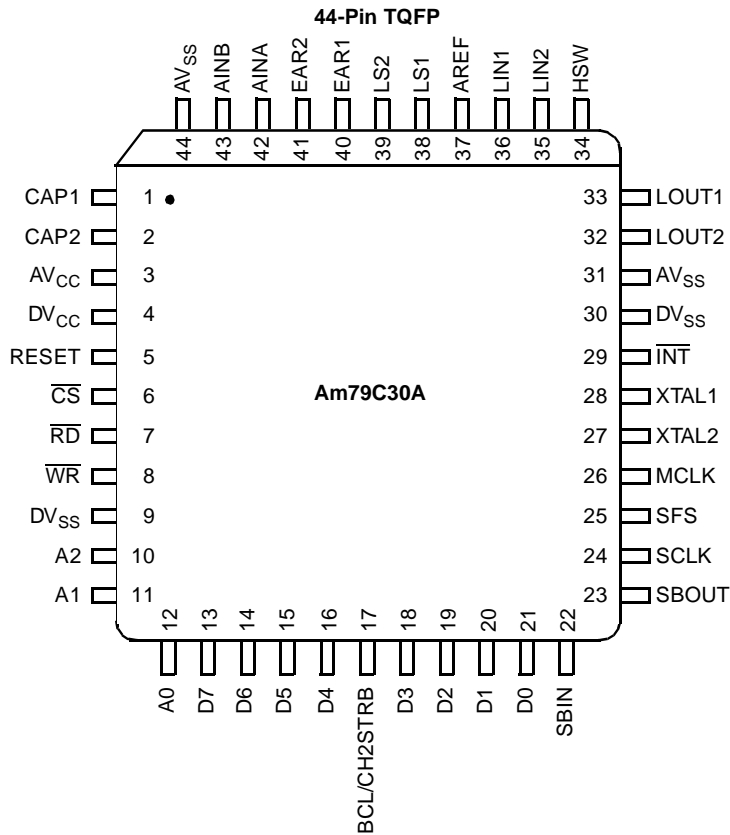 44-Pin TQFP
AVSS
AINB
AINA
EAR2
EAR1
LS2
LS1
AREF
LIN1
LIN2
HSW
44
43
42
41
40
39
38
37
36
35
34
CAP1 1 33 LOUT1
CAP2 2 32 LOUT2
AVCC 3 31 AVSS
DVCC 4 30 DVSS
RESET 5 29 I̅N̅T̅
C̅S̅ 6 Am79C30A 28 XTAL1
R̅D̅ 7 27 XTAL2
W̅R̅ 8 26 MCLK
DVSS 9 25 SFS
A2 10 24 SCLK
A1 11 23 SBOUT
12
13
14
15
16
17
18
19
20
21
22
A0
D7
D6
D5
D4
BCL/CH2STRB
D3
D2
D1
D0
SBIN